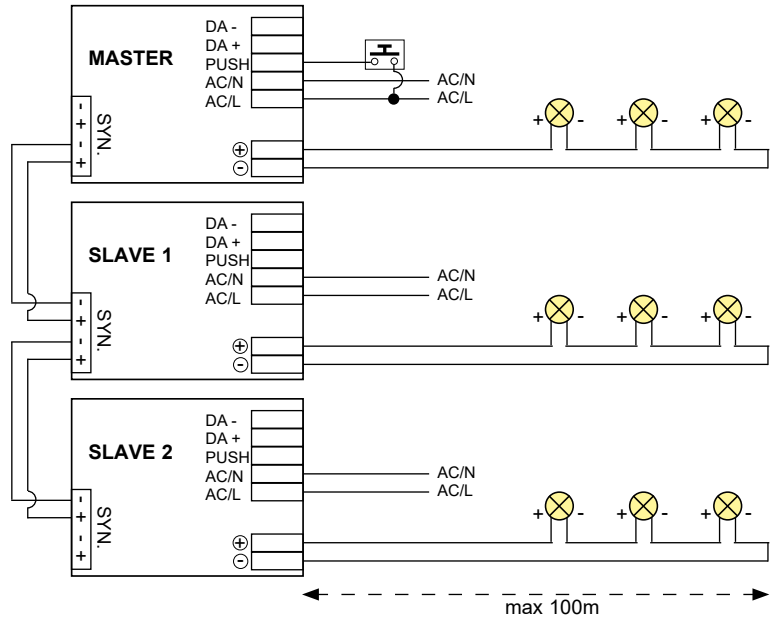 MASTER
DA -
DA +
PUSH
AC/N
AC/L
AC/N
AC/L
- + - +
SYN.
⊕
⊖
+ - + - + -
SLAVE 1
DA -
DA +
PUSH
AC/N
AC/L
AC/N
AC/L
- + - +
SYN.
⊕
⊖
+ - + - + -
SLAVE 2
DA -
DA +
PUSH
AC/N
AC/L
AC/N
AC/L
- + - +
SYN.
⊕
⊖
+ - + - + -
max 100m